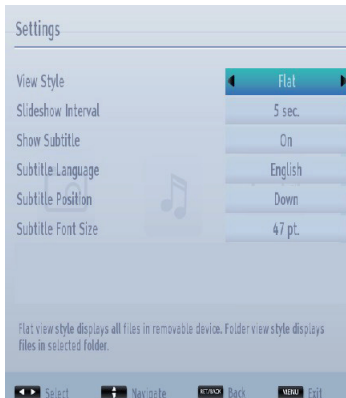 Settings
View Style Flat
Slideshow Interval 5 sec.
Show Subtitle On
Subtitle Language English
Subtitle Position Down
Subtitle Font Size 47 pt.
Flat view style displays all files in removable device. Folder view style displays
files in selected folder.
Select Navigate RET/BACK Back MENU Exit